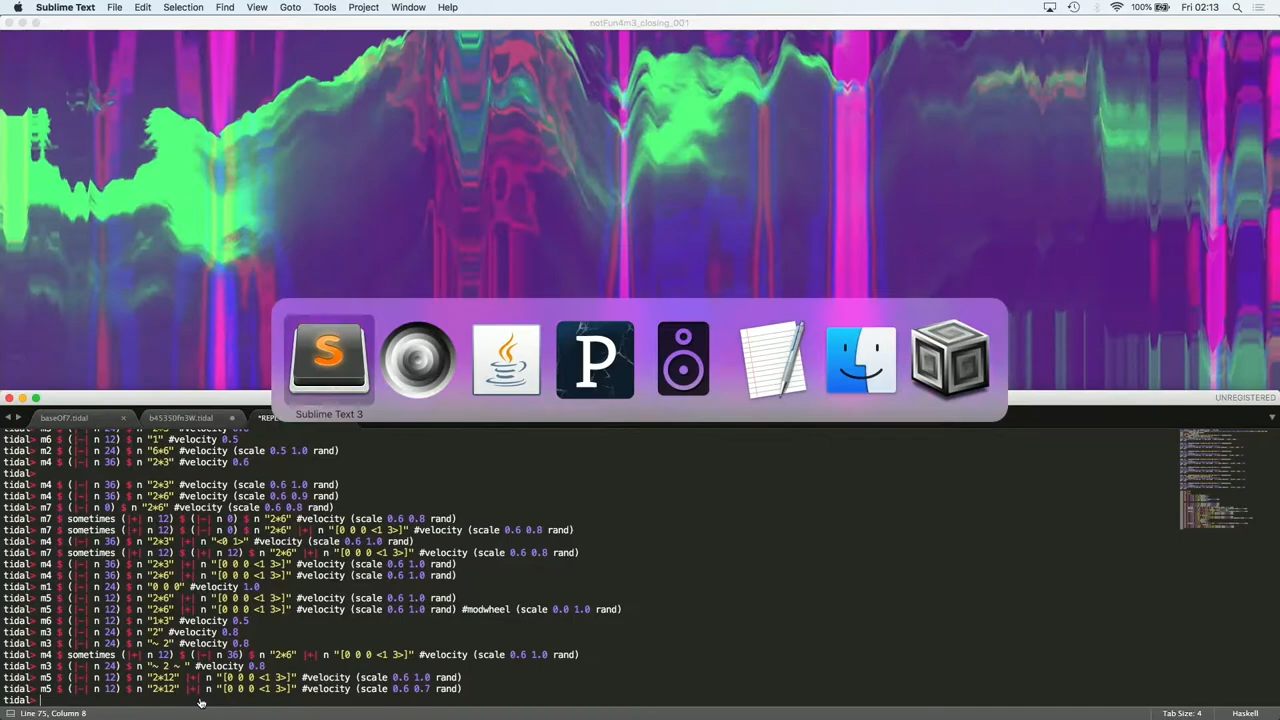 Sublime Text File Edit Selection Find View Goto Tools Project Window Help 100% Fri 02:13
notFun4m3_closing_001
S P
Sublime Text 3
UNREGISTERED
baseOf7.tidal × b45350fn3W.tidal *REPL
tidal> m6 $ (|-| n 12) $ n "1" #velocity 0.5
tidal> m2 $ (|-| n 24) $ n "6*6" #velocity (scale 0.5 1.0 rand)
tidal> m4 $ (|-| n 36) $ n "2*3" #velocity 0.6
tidal>
tidal> m4 $ (|-| n 36) $ n "2*3" #velocity (scale 0.6 1.0 rand)
tidal> m4 $ (|-| n 36) $ n "2*6" #velocity (scale 0.6 0.9 rand)
tidal> m7 $ (|-| n 0) $ n "2*6" #velocity (scale 0.6 0.8 rand)
tidal> m7 $ sometimes (|+| n 12) $ (|-| n 0) $ n "2*6" #velocity (scale 0.6 0.8 rand)
tidal> m7 $ sometimes (|+| n 12) $ (|-| n 0) $ n "2*6" |+| n "[0 0 0 <1 3>]" #velocity (scale 0.6 0.8 rand)
tidal> m4 $ (|-| n 36) $ n "2*3" |+| n "<0 1>" #velocity (scale 0.6 1.0 rand)
tidal> m7 $ sometimes (|+| n 12) $ (|+| n 12) $ n "2*6" |+| n "[0 0 0 <1 3>]" #velocity (scale 0.6 0.8 rand)
tidal> m4 $ (|-| n 36) $ n "2*3" |+| n "[0 0 0 <1 3>]" #velocity (scale 0.6 1.0 rand)
tidal> m4 $ (|-| n 36) $ n "2*6" |+| n "[0 0 0 <1 3>]" #velocity (scale 0.6 1.0 rand)
tidal> m1 $ (|-| n 24) $ n "0 0 0" #velocity 1.0
tidal> m5 $ (|-| n 12) $ n "2*6" |+| n "[0 0 0 <1 3>]" #velocity (scale 0.6 1.0 rand)
tidal> m5 $ (|-| n 12) $ n "2*6" |+| n "[0 0 0 <1 3>]" #velocity (scale 0.6 1.0 rand) #modwheel (scale 0.0 1.0 rand)
tidal> m6 $ (|-| n 12) $ n "1*3" #velocity 0.5
tidal> m3 $ (|-| n 24) $ n "2" #velocity 0.8
tidal> m3 $ (|-| n 24) $ n "~ 2" #velocity 0.8
tidal> m4 $ sometimes (|+| n 12) $ (|-| n 36) $ n "2*6" |+| n "[0 0 0 <1 3>]" #velocity (scale 0.6 1.0 rand)
tidal> m3 $ (|-| n 24) $ n "~ 2 ~ " #velocity 0.8
tidal> m5 $ (|-| n 12) $ n "2*12" |+| n "[0 0 0 <1 3>]" #velocity (scale 0.6 1.0 rand)
tidal> m5 $ (|-| n 12) $ n "2*12" |+| n "[0 0 0 <1 3>]" #velocity (scale 0.6 0.7 rand)
tidal>
Line 75, Column 8 Tab Size: 4 Haskell